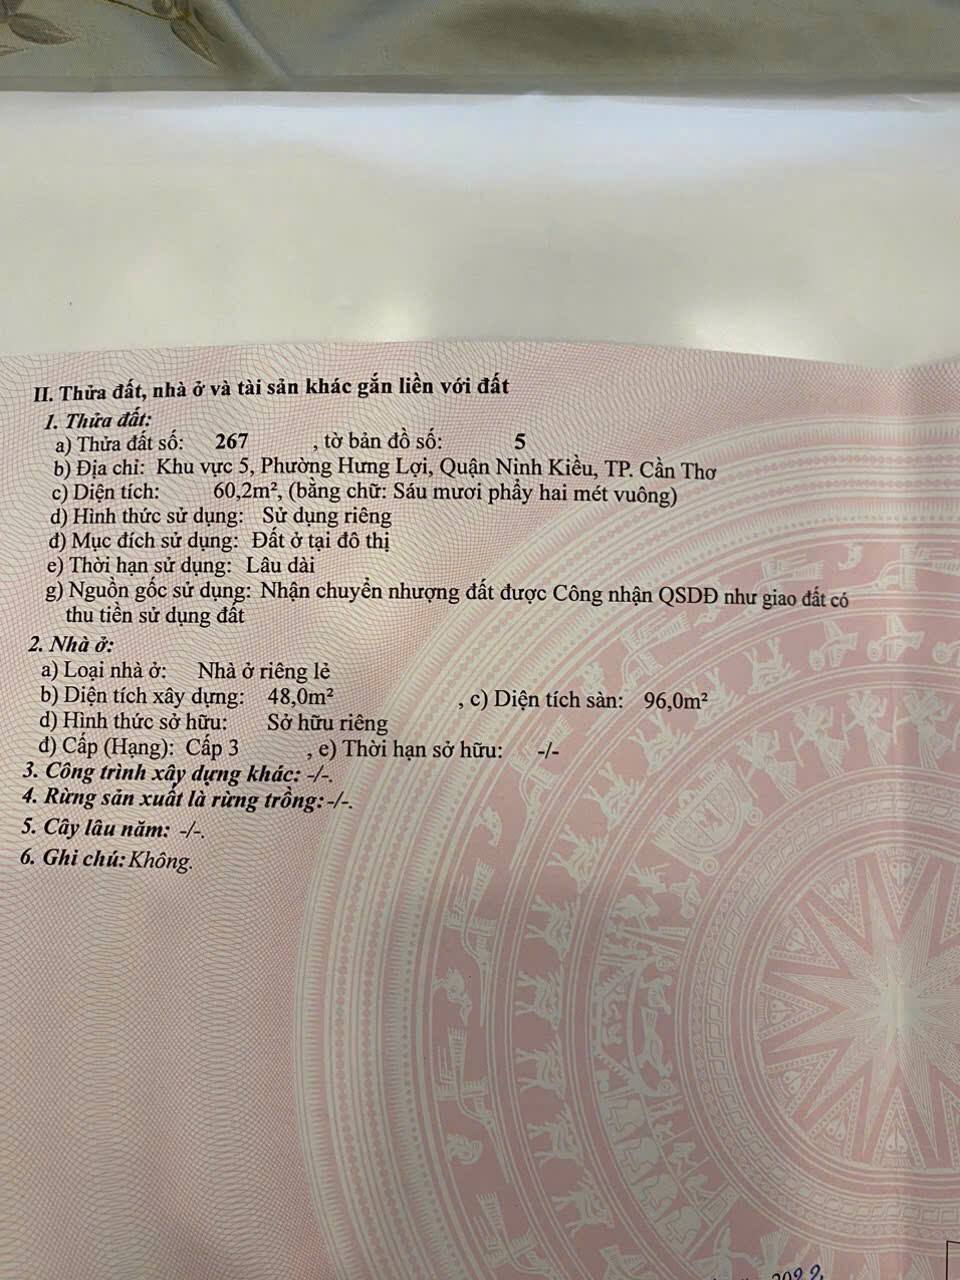 II. Thửa đất, nhà ở và tài sản khác gắn liền với đất
1. Thửa đất:
a) Thửa đất số: 267 , tờ bản đồ số: 5
b) Địa chỉ: Khu vực 5, Phường Hưng Lợi, Quận Ninh Kiều, TP. Cần Thơ
c) Diện tích: 60,2m², (bằng chữ: Sáu mươi phẩy hai mét vuông)
d) Hình thức sử dụng: Sử dụng riêng
đ) Mục đích sử dụng: Đất ở tại đô thị
e) Thời hạn sử dụng: Lâu dài
g) Nguồn gốc sử dụng: Nhận chuyển nhượng đất được Công nhận QSDĐ như giao đất có
thu tiền sử dụng đất
2. Nhà ở:
a) Loại nhà ở: Nhà ở riêng lẻ
b) Diện tích xây dựng: 48,0m² , c) Diện tích sàn: 96,0m²
d) Hình thức sở hữu: Sở hữu riêng
đ) Cấp (Hạng): Cấp 3 , e) Thời hạn sở hữu: -/-
3. Công trình xây dựng khác: -/-.
4. Rừng sản xuất là rừng trồng: -/-.
5. Cây lâu năm: -/-.
6. Ghi chú: Không.
2022